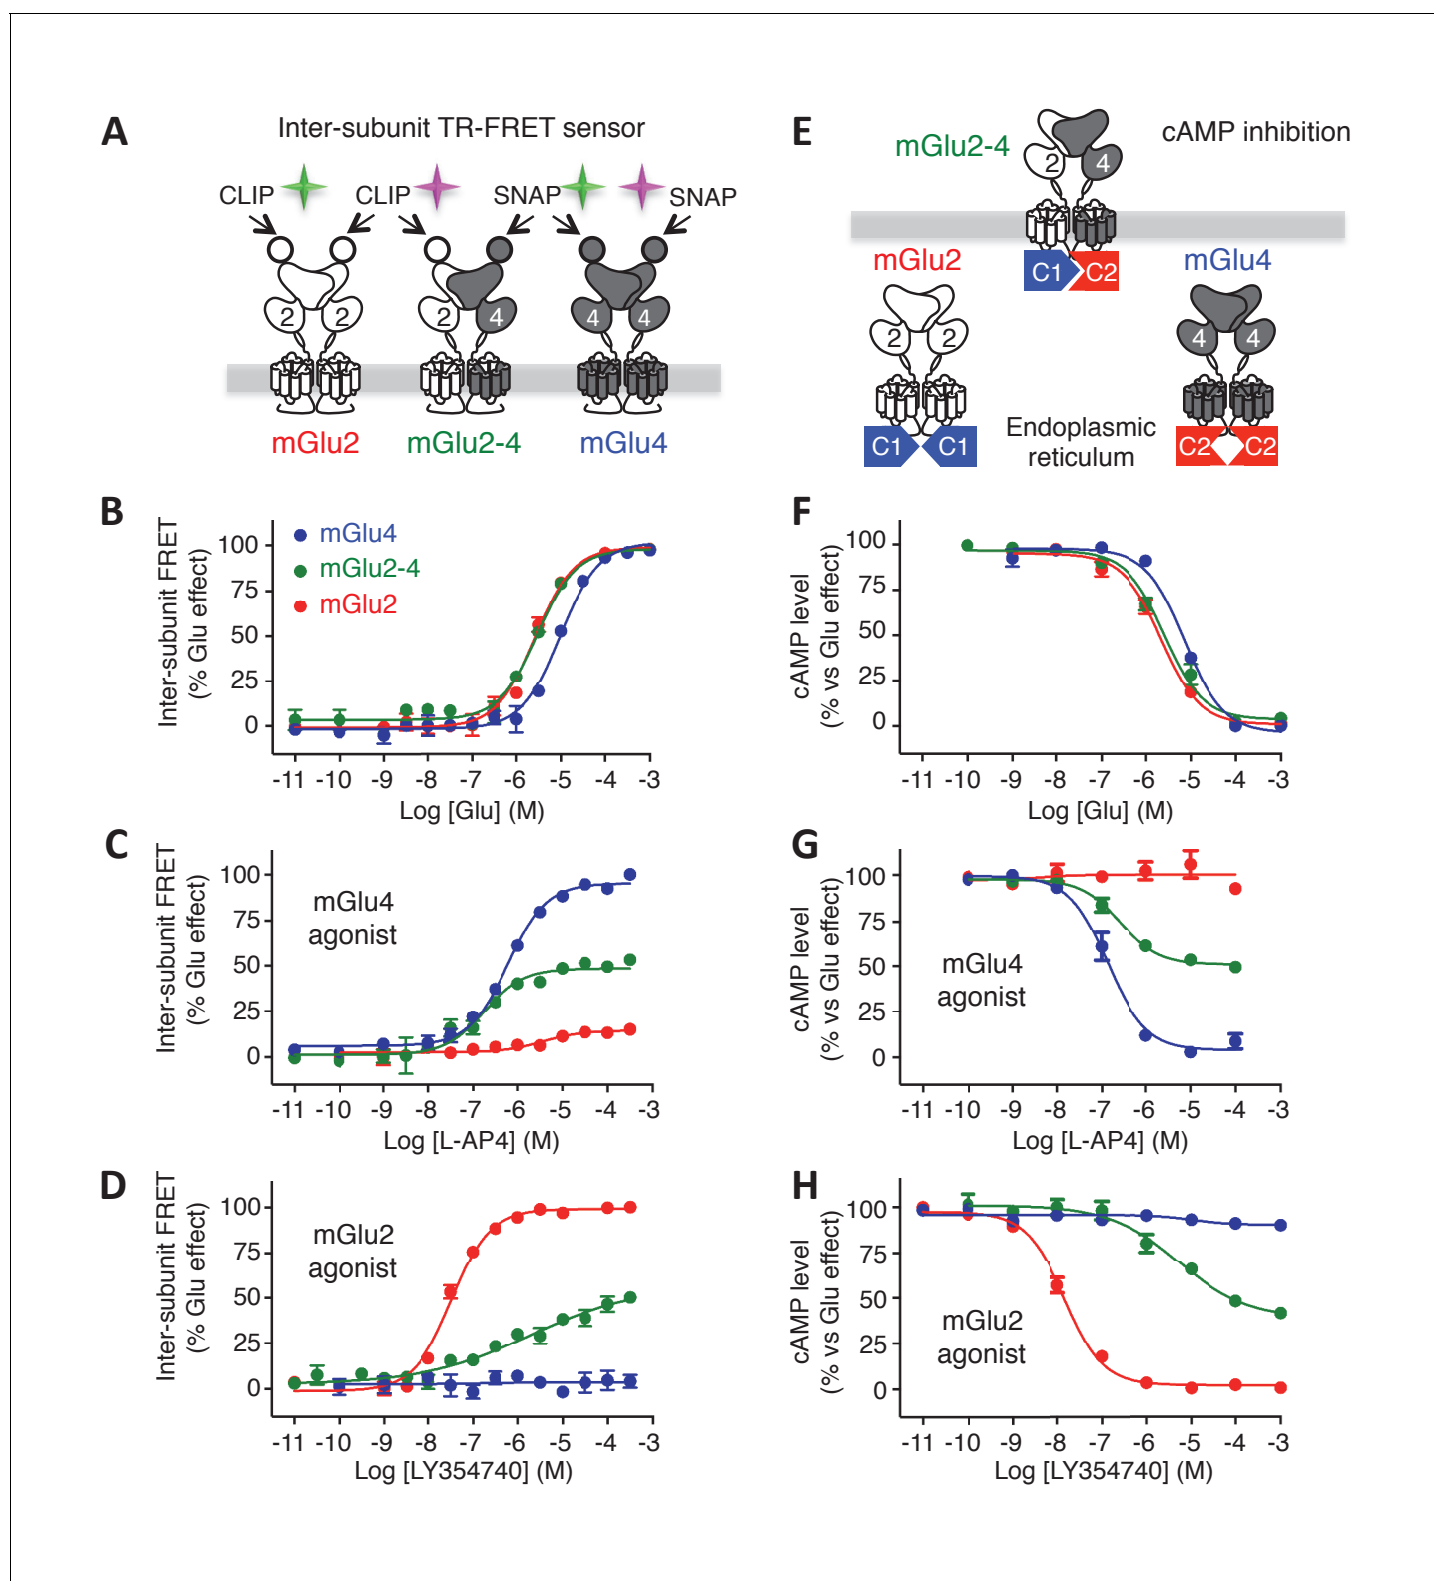 A
Inter-subunit TR-FRET sensor
CLIP
CLIP
SNAP
SNAP
2
2
2
4
4
4
mGlu2
mGlu2-4
mGlu4
B
Inter-subunit FRET
(% Glu effect)
100
75
50
25
0
mGlu4
mGlu2-4
mGlu2
-11 -10 -9 -8 -7 -6 -5 -4 -3
Log [Glu] (M)
C
Inter-subunit FRET
(% Glu effect)
100
75
50
25
0
mGlu4
agonist
-11 -10 -9 -8 -7 -6 -5 -4 -3
Log [L-AP4] (M)
D
Inter-subunit FRET
(% Glu effect)
100
75
50
25
0
mGlu2
agonist
-11 -10 -9 -8 -7 -6 -5 -4 -3
Log [LY354740] (M)
E
mGlu2-4
cAMP inhibition
2
4
C1
C2
mGlu2
mGlu4
2
2
4
4
Endoplasmic
reticulum
C1
C1
C2
C2
F
cAMP level
(% vs Glu effect)
100
75
50
25
0
-11 -10 -9 -8 -7 -6 -5 -4 -3
Log [Glu] (M)
G
cAMP level
(% vs Glu effect)
100
75
50
25
0
mGlu4
agonist
-11 -10 -9 -8 -7 -6 -5 -4 -3
Log [L-AP4] (M)
H
cAMP level
(% vs Glu effect)
100
75
50
25
0
mGlu2
agonist
-11 -10 -9 -8 -7 -6 -5 -4 -3
Log [LY354740] (M)